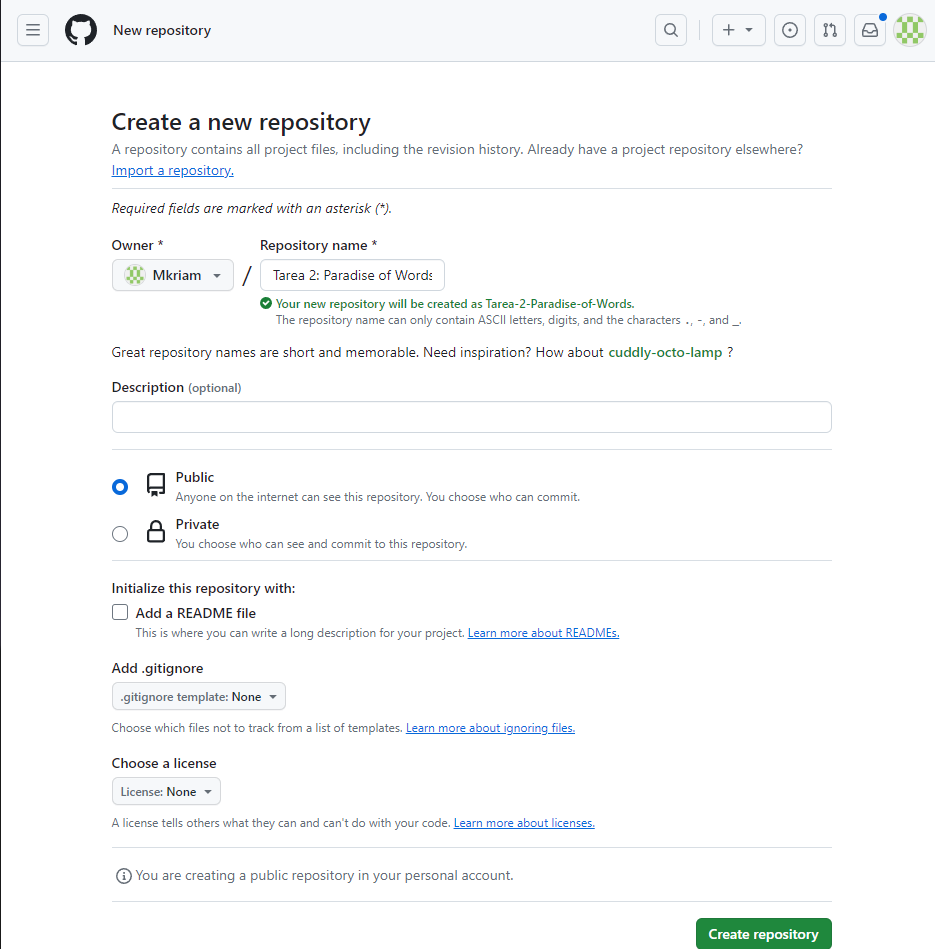 New repository
Create a new repository
A repository contains all project files, including the revision history. Already have a project repository elsewhere?
Import a repository.
Required fields are marked with an asterisk (*).
Owner * Repository name *
Mkriam / Tarea 2: Paradise of Words
Your new repository will be created as Tarea-2-Paradise-of-Words.
The repository name can only contain ASCII letters, digits, and the characters ., -, and _.
Great repository names are short and memorable. Need inspiration? How about cuddly-octo-lamp ?
Description (optional)
Public
Anyone on the internet can see this repository. You choose who can commit.
Private
You choose who can see and commit to this repository.
Initialize this repository with:
Add a README file
This is where you can write a long description for your project. Learn more about READMEs.
Add .gitignore
.gitignore template: None
Choose which files not to track from a list of templates. Learn more about ignoring files.
Choose a license
License: None
A license tells others what they can and can't do with your code. Learn more about licenses.
You are creating a public repository in your personal account.
Create repository